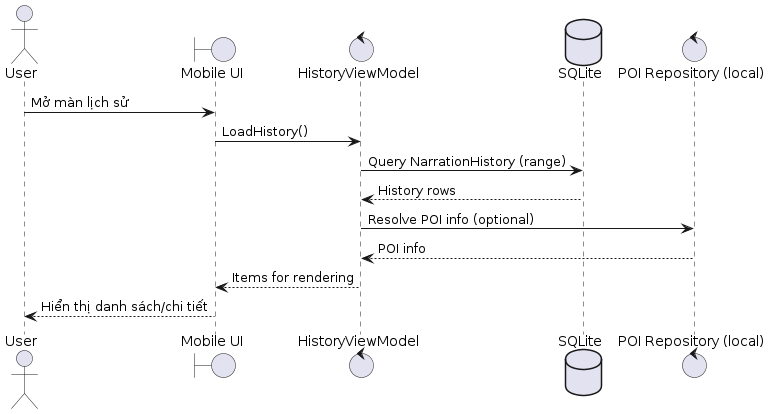 User
Mobile UI
HistoryViewModel
SQLite
POI Repository (local)
Mở màn lịch sử
LoadHistory()
Query NarrationHistory (range)
History rows
Resolve POI info (optional)
POI info
Items for rendering
Hiển thị danh sách/chi tiết
User
Mobile UI
HistoryViewModel
SQLite
POI Repository (local)